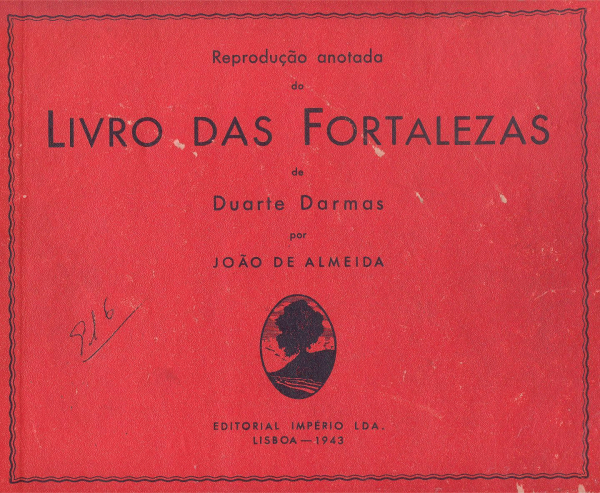 Reprodução anotada
do
LIVRO DAS FORTALEZAS
de
Duarte Darmas
por
JOÃO DE ALMEIDA
EDITORIAL IMPÉRIO LDA.
LISBOA — 1943